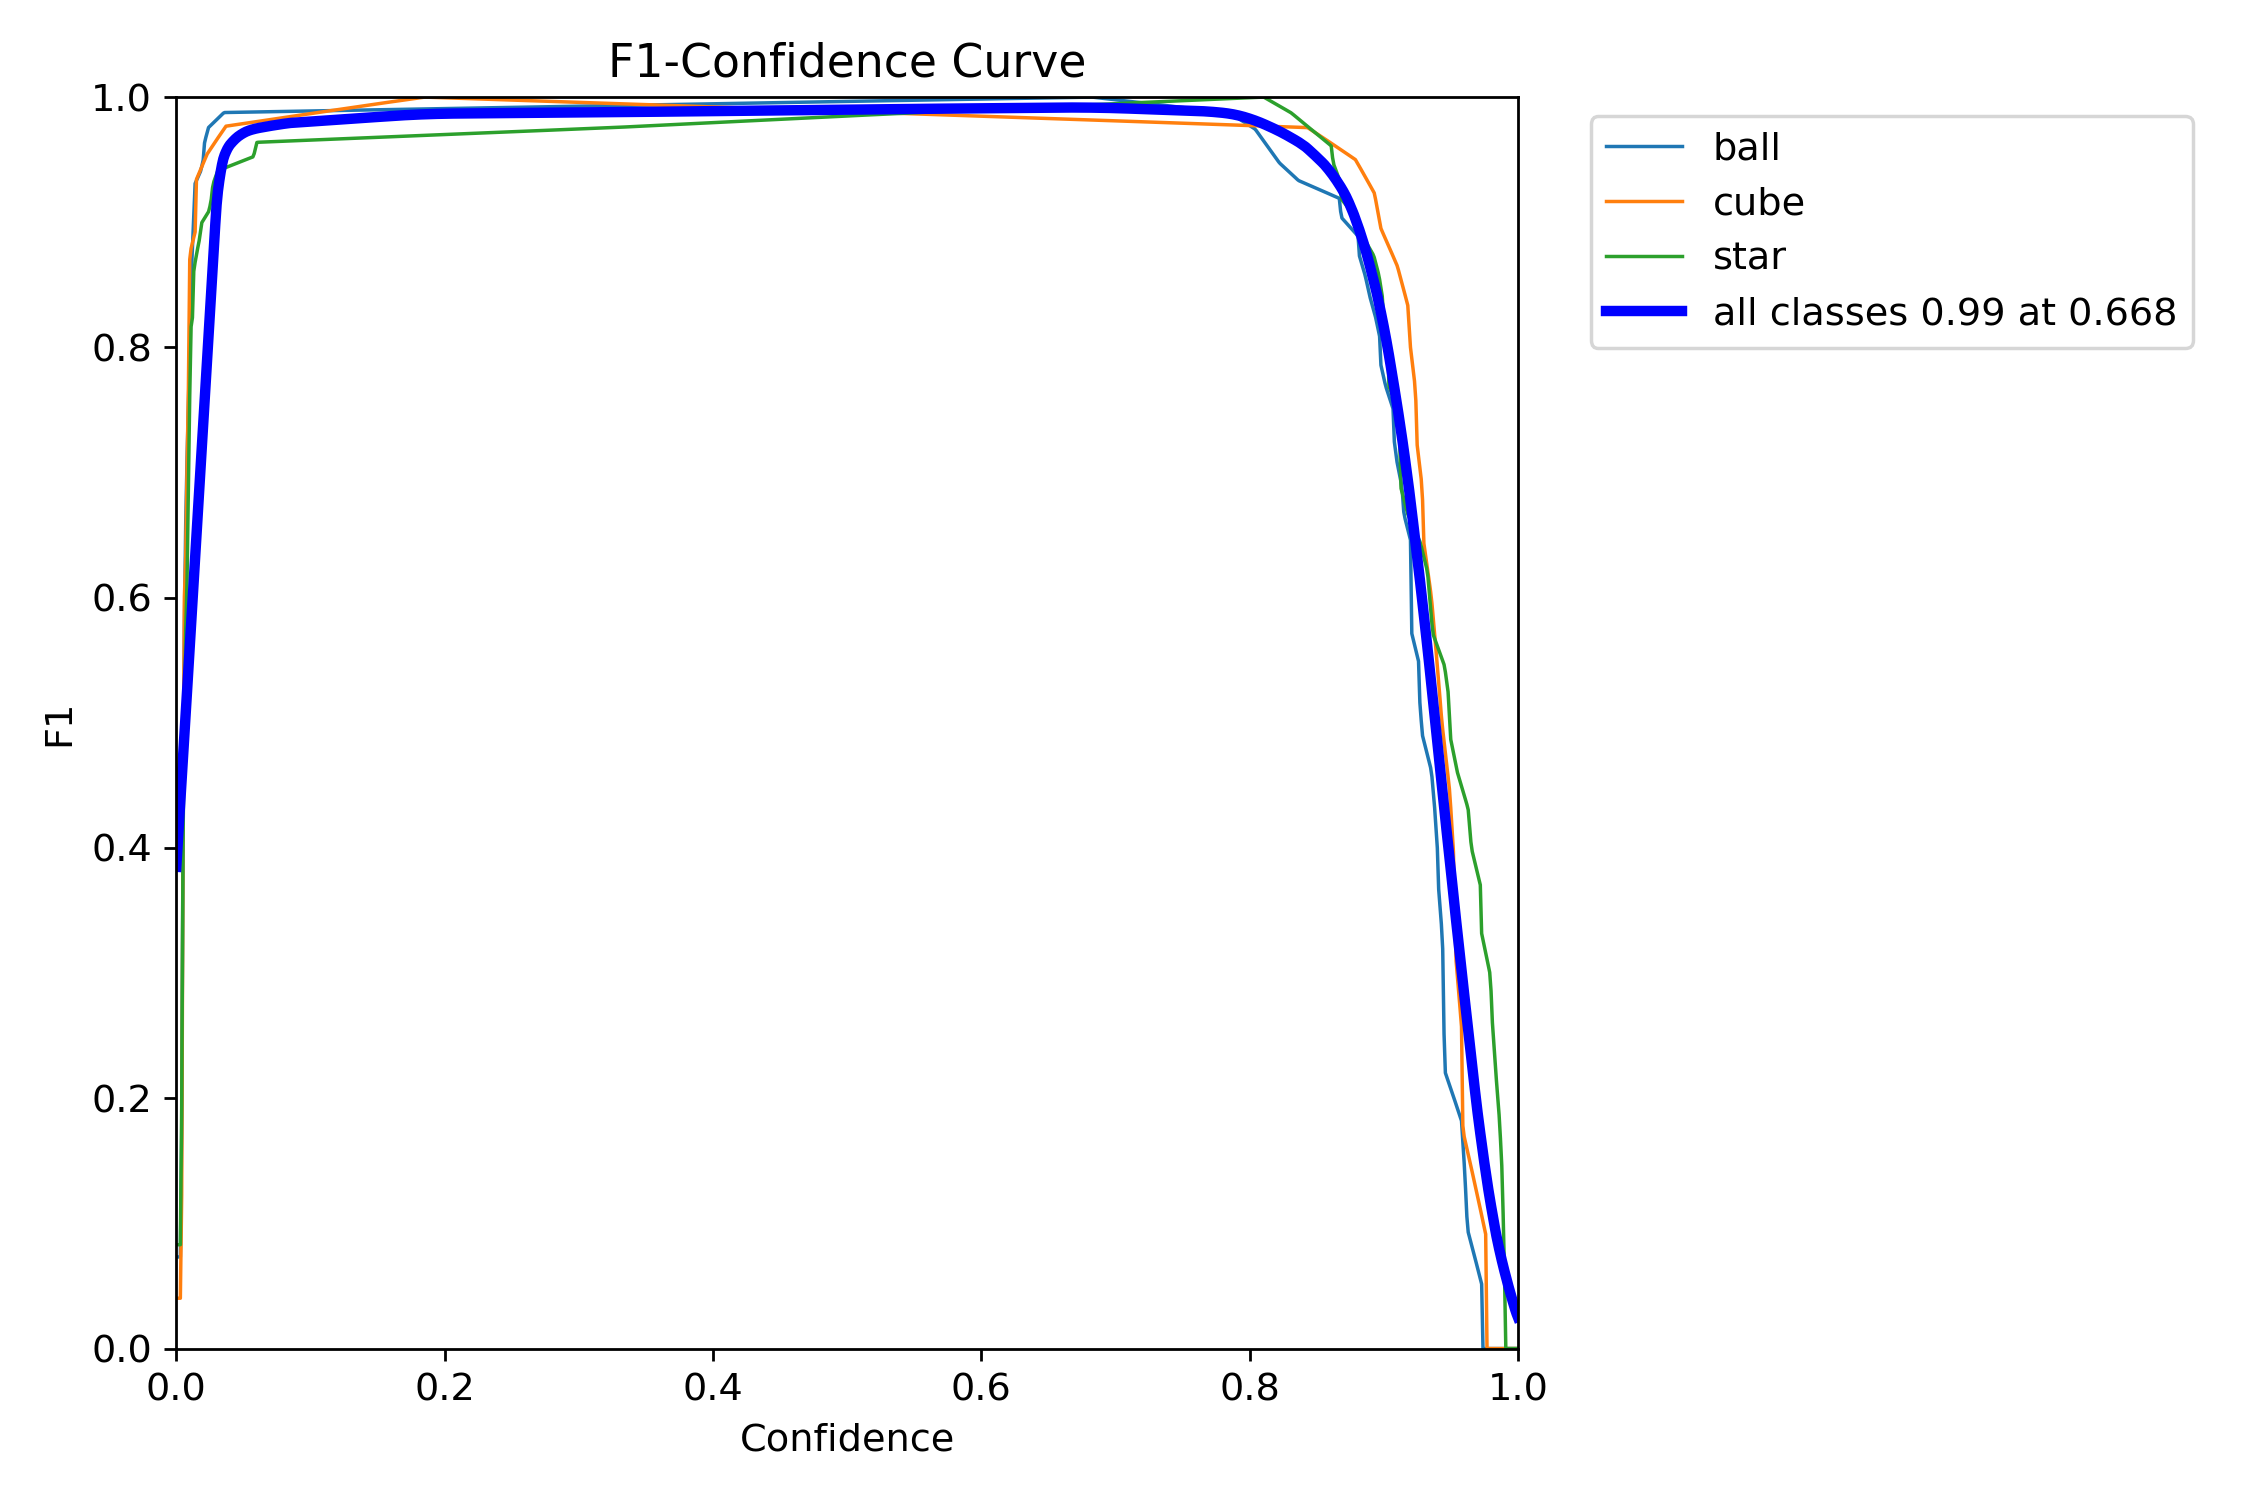 F1-Confidence Curve
1.0
0.8
0.6
0.4
0.2
0.0
F1
0.0 0.2 0.4 0.6 0.8 1.0
Confidence
ball
cube
star
all classes 0.99 at 0.668